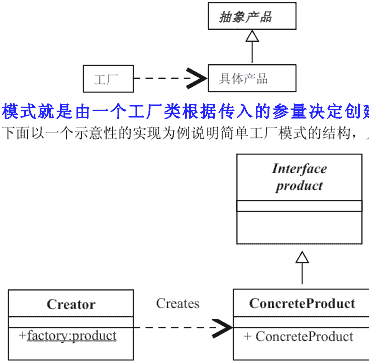 抽象产品
工厂
具体产品
模式就是由一个工厂类根据传入的参量决定创建
下面以一个示意性的实现为例说明简单工厂模式的结构，
Interface
product
Creator
Creates
ConcreteProduct
+factory:product
+ ConcreteProduct